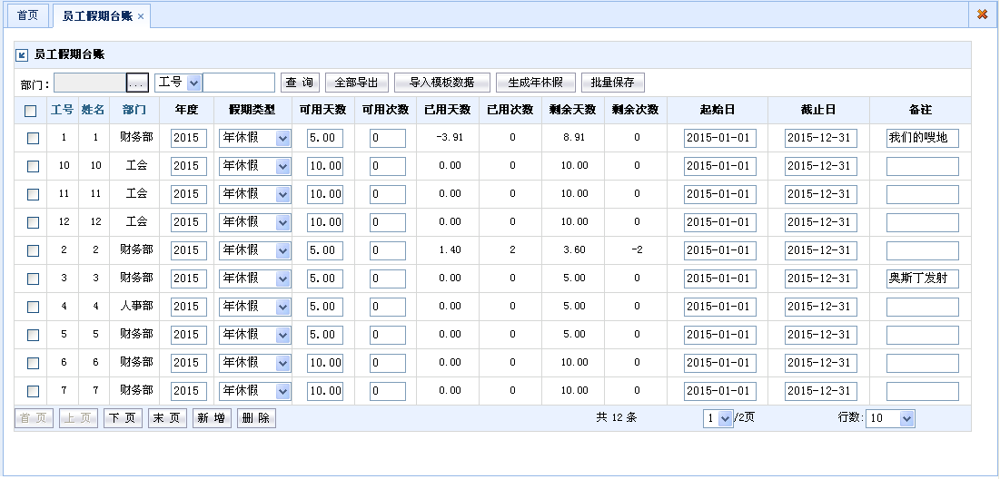 首页 员工假期台账 ×
员工假期台账
部门： ... 工号 查 询 全部导出 导入模板数据 生成年休假 批量保存
工号 姓名 部门 年度 假期类型 可用天数 可用次数 已用天数 已用次数 剩余天数 剩余次数 起始日 截止日 备注
1 1 财务部 2015 年休假 5.00 0 -3.91 0 8.91 0 2015-01-01 2015-12-31 我们的嗖地
10 10 工会 2015 年休假 10.00 0 0.00 0 10.00 0 2015-01-01 2015-12-31
11 11 工会 2015 年休假 10.00 0 0.00 0 10.00 0 2015-01-01 2015-12-31
12 12 工会 2015 年休假 10.00 0 0.00 0 10.00 0 2015-01-01 2015-12-31
2 2 财务部 2015 年休假 5.00 0 1.40 2 3.60 -2 2015-01-01 2015-12-31
3 3 财务部 2015 年休假 5.00 0 0.00 0 5.00 0 2015-01-01 2015-12-31 奥斯丁发射
4 4 人事部 2015 年休假 5.00 0 0.00 0 5.00 0 2015-01-01 2015-12-31
5 5 财务部 2015 年休假 5.00 0 0.00 0 5.00 0 2015-01-01 2015-12-31
6 6 财务部 2015 年休假 10.00 0 0.00 0 10.00 0 2015-01-01 2015-12-31
7 7 财务部 2015 年休假 10.00 0 0.00 0 10.00 0 2015-01-01 2015-12-31
首 页 上 页 下 页 末 页 新 增 删 除 共 12 条 1 /2页 行数: 10